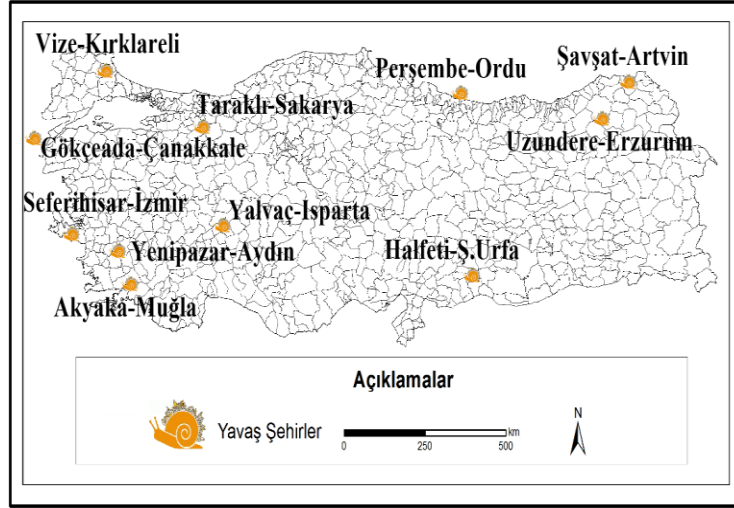 Vize-Kırklareli
Perşembe-Ordu
Şavşat-Artvin
Taraklı-Sakarya
Gökçeada-Çanakkale
Uzundere-Erzurum
Seferihisar-İzmir
Yalvaç-Isparta
Yenipazar-Aydın
Halfeti-Ş.Urfa
Akyaka-Muğla
Açıklamalar
Yavaş Şehirler
0 250 500 km
N